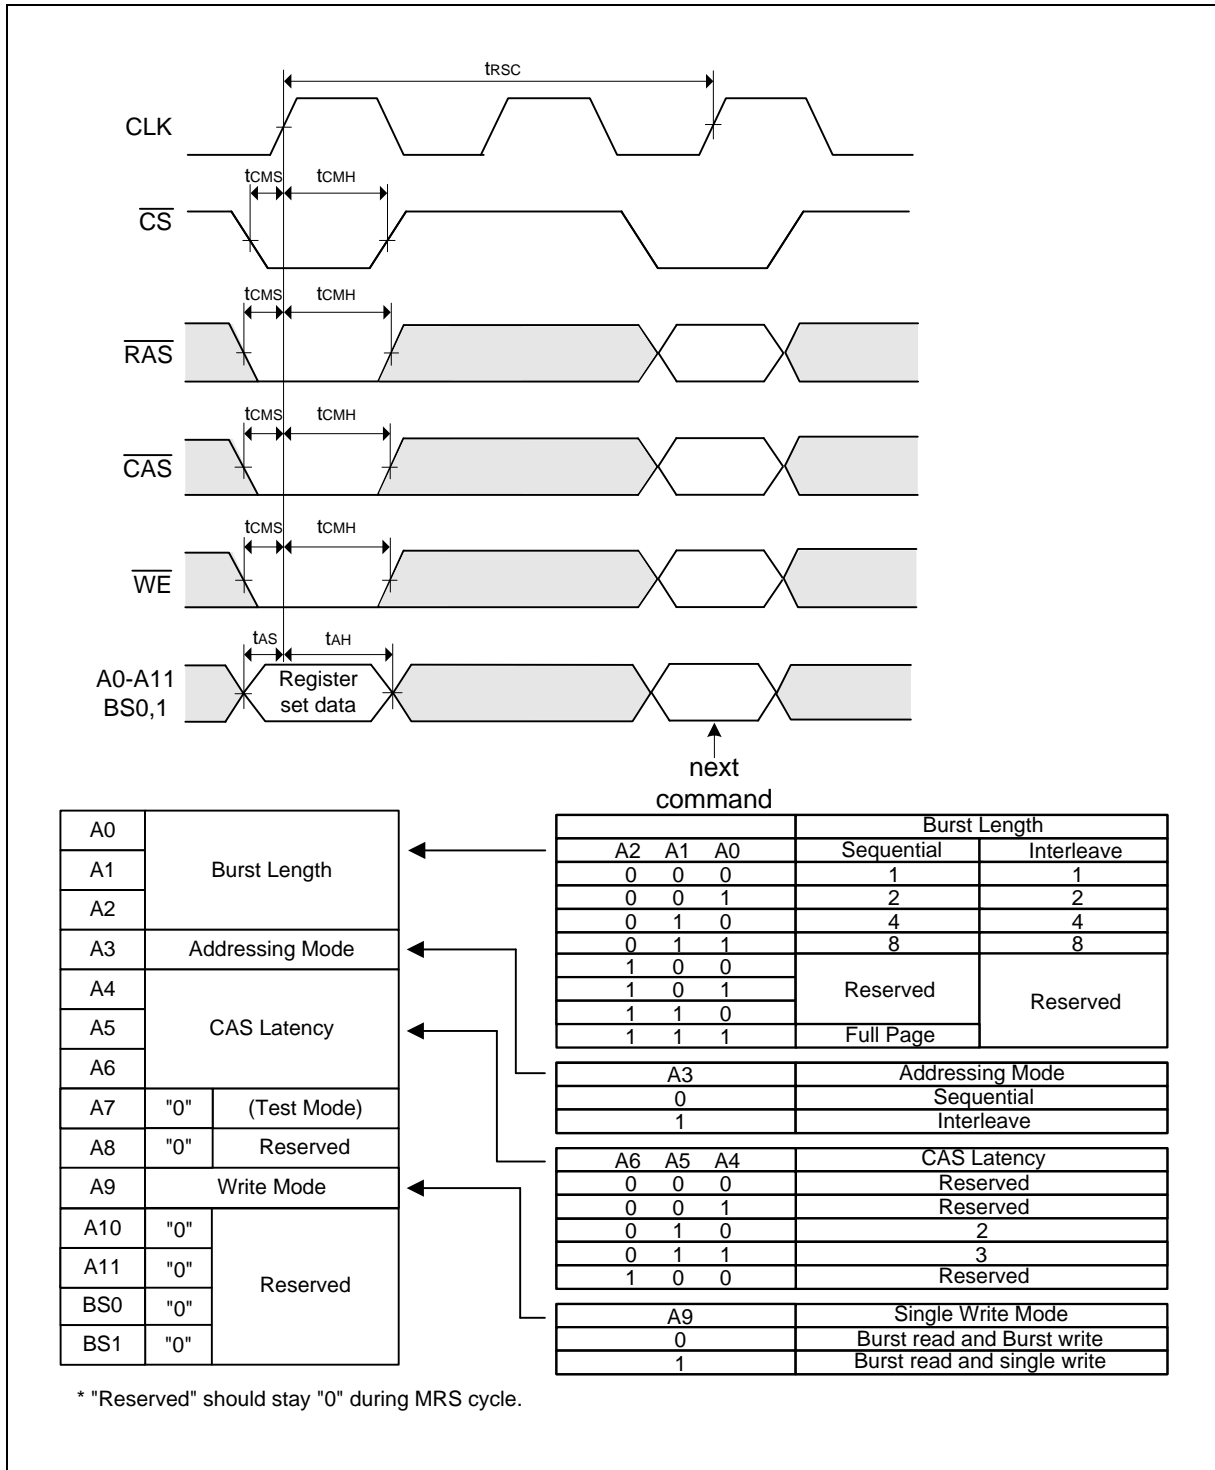 tRSC
CLK
tCMS tCMH
CS
tCMS tCMH
RAS
tCMS tCMH
CAS
tCMS tCMH
WE
tAS tAH
A0-A11
BS0,1
Register
set data
next
command
A0
A1
A2
Burst Length
A3 Addressing Mode
A4
A5
A6
CAS Latency
A7 "0" (Test Mode)
A8 "0" Reserved
A9 Write Mode
A10 "0"
A11 "0"
BS0 "0"
BS1 "0"
Reserved
Burst Length
A2 A1 A0 Sequential Interleave
0 0 0 1 1
0 0 1 2 2
0 1 0 4 4
0 1 1 8 8
1 0 0
1 0 1 Reserved Reserved
1 1 0
1 1 1 Full Page
A3 Addressing Mode
0 Sequential
1 Interleave
A6 A5 A4 CAS Latency
0 0 0 Reserved
0 0 1 Reserved
0 1 0 2
0 1 1 3
1 0 0 Reserved
A9 Single Write Mode
0 Burst read and Burst write
1 Burst read and single write
* "Reserved" should stay "0" during MRS cycle.